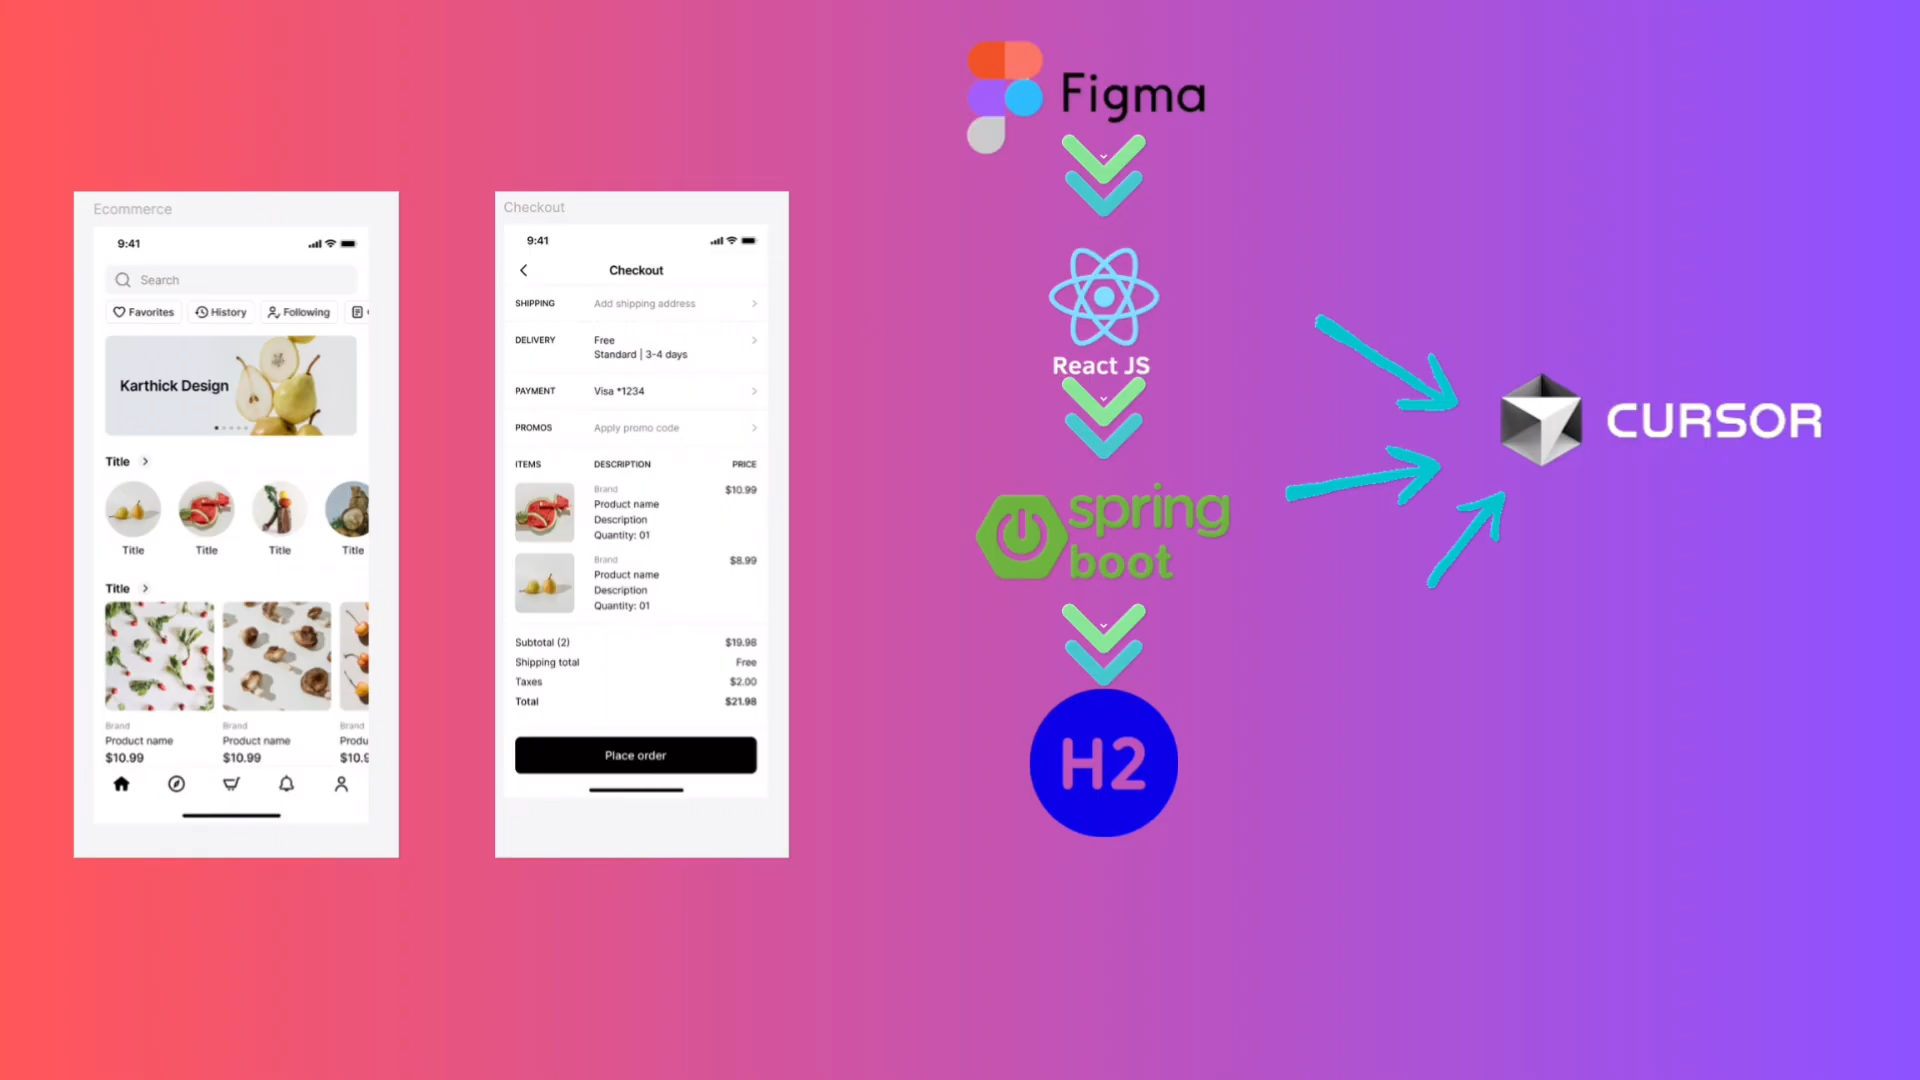 Ecommerce
9:41
Search
Favorites
History
Following
Karthick Design
Title
Title
Title
Title
Title
Title
Brand
Product name
$10.99
Brand
Product name
$10.99
Brand
Produ
$10.9
Checkout
9:41
Checkout
SHIPPING Add shipping address
DELIVERY Free
Standard | 3-4 days
PAYMENT Visa *1234
PROMOS Apply promo code
ITEMS DESCRIPTION PRICE
Brand $10.99
Product name
Description
Quantity: 01
Brand $8.99
Product name
Description
Quantity: 01
Subtotal (2) $19.98
Shipping total Free
Taxes $2.00
Total $21.98
Place order
Figma
React JS
spring
boot
H2
CURSOR